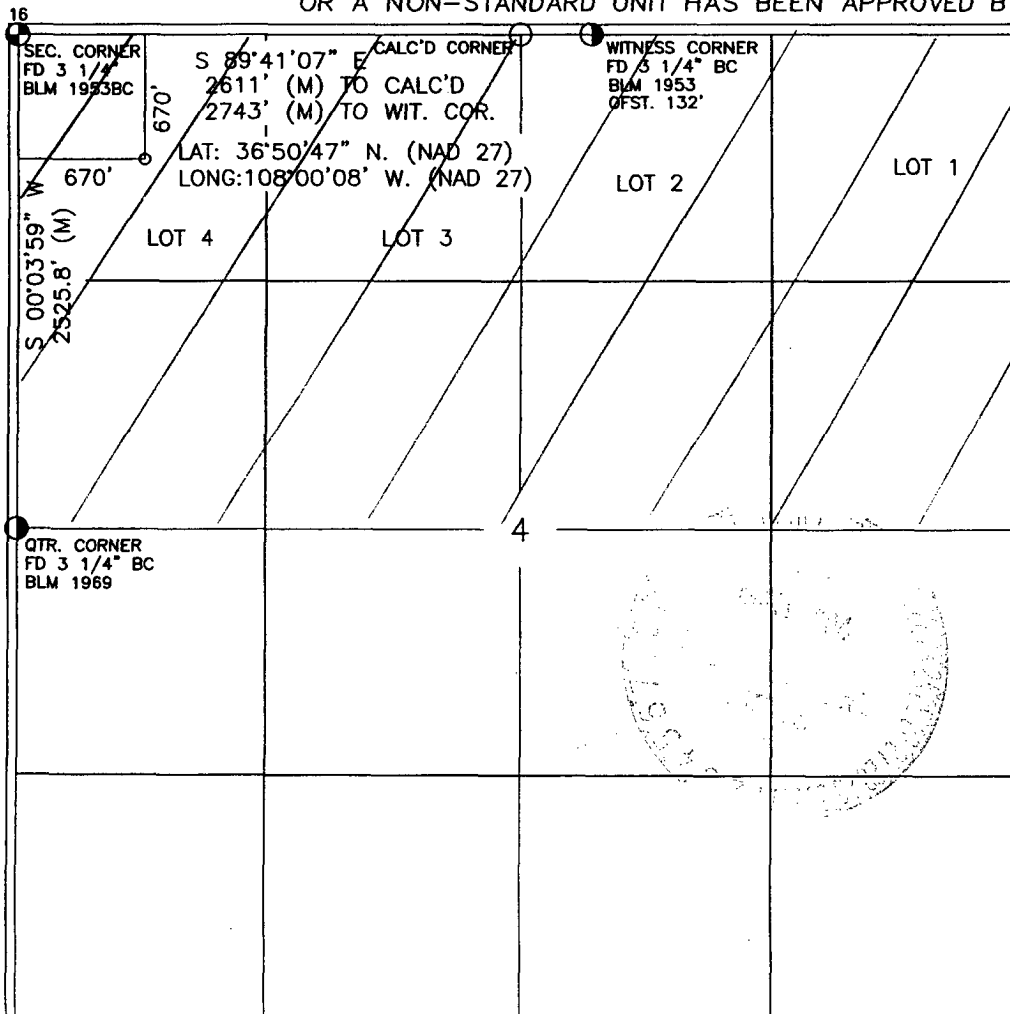 OR A NON-STANDARD UNIT HAS BEEN APPROVED B
16
SEC. CORNER
FD 3 1/4"
BLM 1953BC
S 89°41'07" E
2611' (M) TO CALC'D
2743' (M) TO WIT. COR.
CALC'D CORNER
WITNESS CORNER
FD 3 1/4" BC
BLM 1953
OFST. 132'
670'
670'
LAT: 36°50'47" N. (NAD 27)
LONG:108°00'08' W. (NAD 27)
LOT 4
LOT 3
LOT 2
LOT 1
S 00°03'59" W
2525.8' (M)
QTR. CORNER
FD 3 1/4" BC
BLM 1969
4